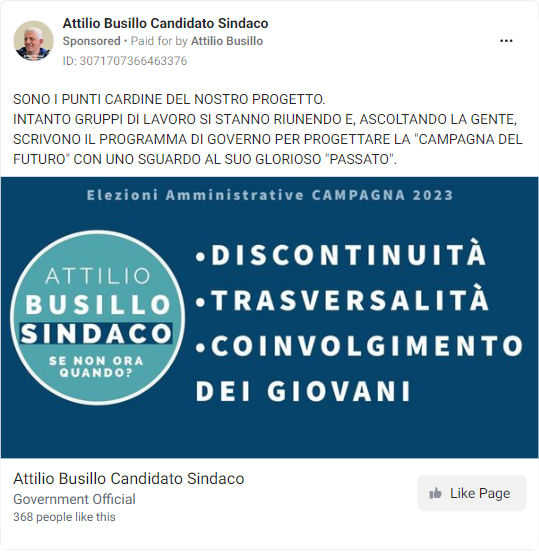 Attilio Busillo Candidato Sindaco
Sponsored • Paid for by Attilio Busillo
ID: 3071707366463376
SONO I PUNTI CARDINE DEL NOSTRO PROGETTO.
INTANTO GRUPPI DI LAVORO SI STANNO RIUNENDO E, ASCOLTANDO LA GENTE,
SCRIVONO IL PROGRAMMA DI GOVERNO PER PROGETTARE LA "CAMPAGNA DEL
FUTURO" CON UNO SGUARDO AL SUO GLORIOSO "PASSATO".
Elezioni Amministrative CAMPAGNA 2023
ATTILIO
BUSILLO
SINDACO
SE NON ORA
QUANDO?
•DISCONTINUITÀ
•TRASVERSALITÀ
•COINVOLGIMENTO
DEI GIOVANI
Attilio Busillo Candidato Sindaco
Government Official
368 people like this
Like Page